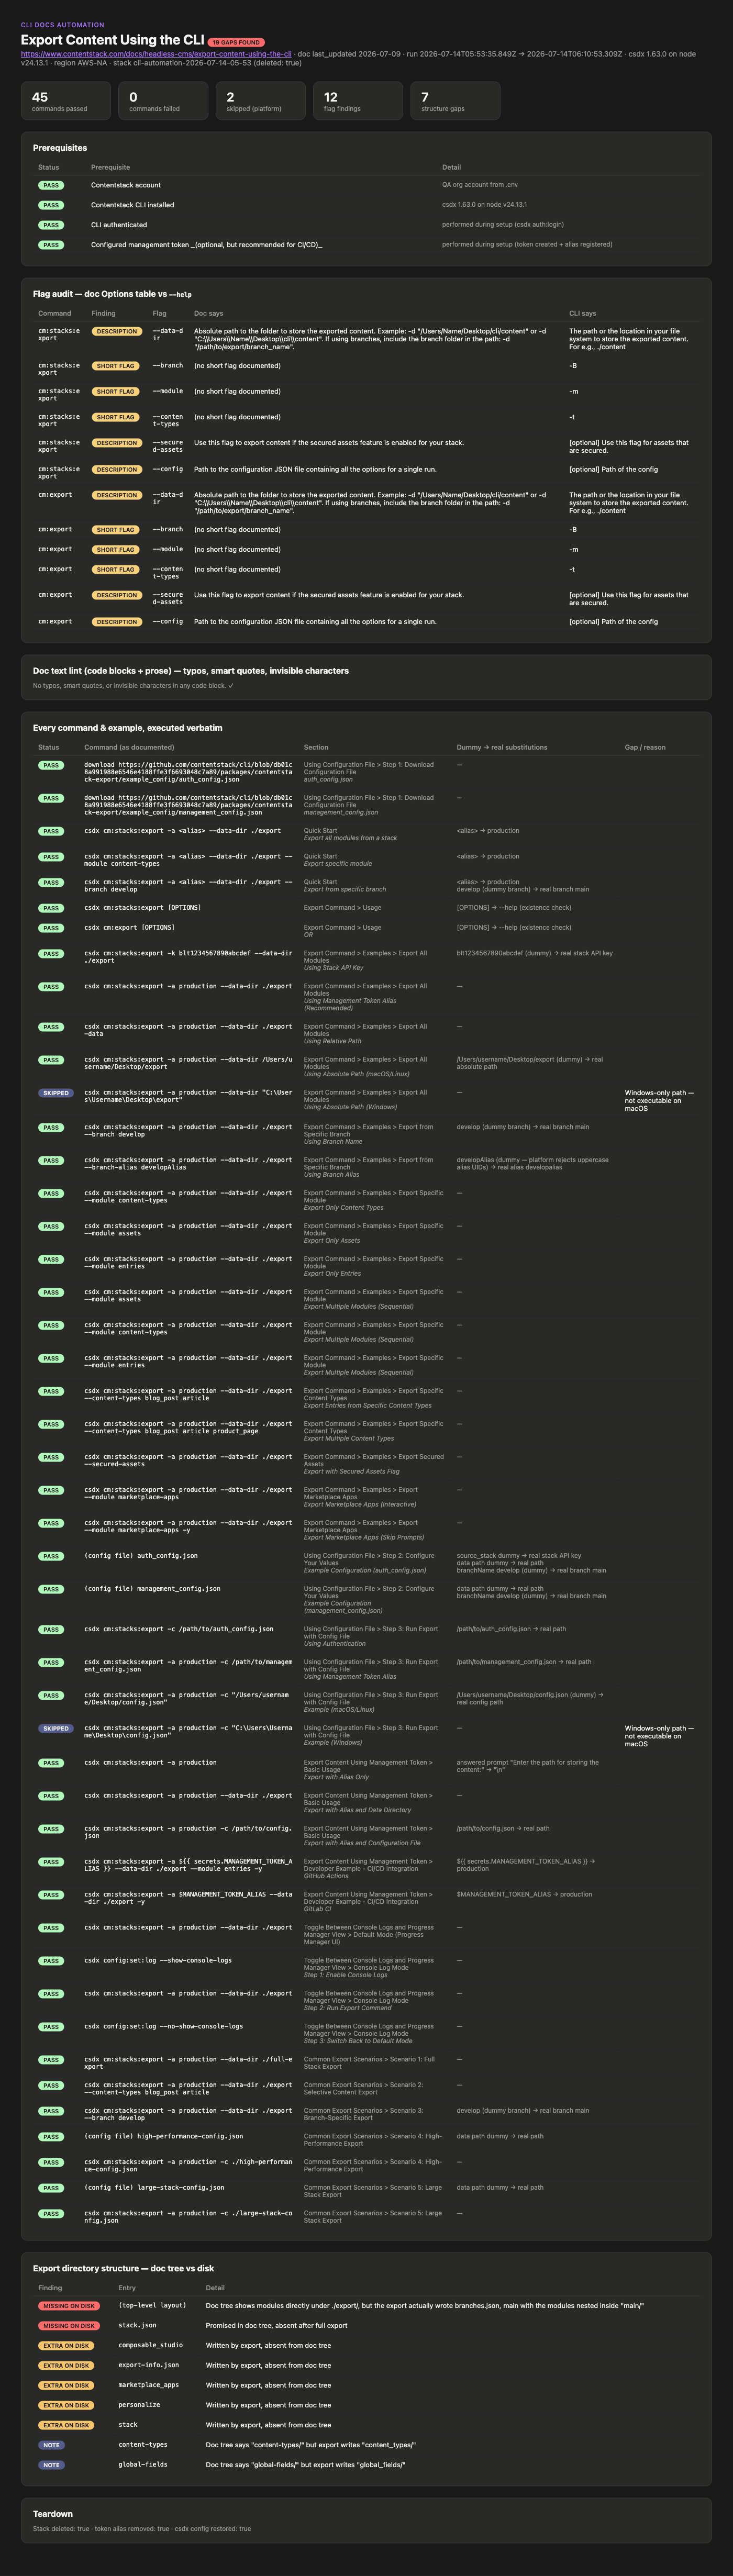 CLI DOCS AUTOMATION
Export Content Using the CLI 19 GAPS FOUND
https://www.contentstack.com/docs/headless-cms/export-content-using-the-cli · doc last_updated 2026-07-09 · run 2026-07-14T05:53:35.849Z → 2026-07-14T06:10:53.309Z · csdx 1.63.0 on node
v24.13.1 · region AWS-NA · stack cli-automation-2026-07-14-05-53 (deleted: true)
45
commands passed
0
commands failed
2
skipped (platform)
12
flag findings
7
structure gaps
Prerequisites
Status Prerequisite Detail
PASS Contentstack account QA org account from .env
PASS Contentstack CLI installed csdx 1.63.0 on node v24.13.1
PASS CLI authenticated performed during setup (csdx auth:login)
PASS Configured management token _(optional, but recommended for CI/CD)_ performed during setup (token created + alias registered)
Flag audit — doc Options table vs --help
Command Finding Flag Doc says CLI says
cm:stacks:e DESCRIPTION --data-d Absolute path to the folder to store the exported content. Example: -d "/Users/Name/Desktop/cli/content" or -d The path or the location in your file
xport ir "C:\\Users\\Name\\Desktop\\cli\\content". If using branches, include the branch folder in the path: -d system to store the exported content.
"/path/to/export/branch_name". For e.g., ./content
cm:stacks:e SHORT FLAG --branch (no short flag documented) -B
xport
cm:stacks:e SHORT FLAG --module (no short flag documented) -m
xport
cm:stacks:e SHORT FLAG --conten (no short flag documented) -t
xport t-types
cm:stacks:e DESCRIPTION --secure Use this flag to export content if the secured assets feature is enabled for your stack. [optional] Use this flag for assets that
xport d-assets are secured.
cm:stacks:e DESCRIPTION --config Path to the configuration JSON file containing all the options for a single run. [optional] Path of the config
xport
cm:export DESCRIPTION --data-d Absolute path to the folder to store the exported content. Example: -d "/Users/Name/Desktop/cli/content" or -d The path or the location in your file
ir "C:\\Users\\Name\\Desktop\\cli\\content". If using branches, include the branch folder in the path: -d system to store the exported content.
"/path/to/export/branch_name". For e.g., ./content
cm:export SHORT FLAG --branch (no short flag documented) -B
cm:export SHORT FLAG --module (no short flag documented) -m
cm:export SHORT FLAG --conten (no short flag documented) -t
t-types
cm:export DESCRIPTION --secure Use this flag to export content if the secured assets feature is enabled for your stack. [optional] Use this flag for assets that
d-assets are secured.
cm:export DESCRIPTION --config Path to the configuration JSON file containing all the options for a single run. [optional] Path of the config
Doc text lint (code blocks + prose) — typos, smart quotes, invisible characters
No typos, smart quotes, or invisible characters in any code block. ✓
Every command & example, executed verbatim
Status Command (as documented) Section Dummy → real substitutions Gap / reason
PASS download https://github.com/contentstack/cli/blob/db01c Using Configuration File > Step 1: Download —
8a991988e6546e4188ffe3f6693048c7a89/packages/contentsta Configuration File
ck-export/example_config/auth_config.json auth_config.json
PASS download https://github.com/contentstack/cli/blob/db01c Using Configuration File > Step 1: Download —
8a991988e6546e4188ffe3f6693048c7a89/packages/contentsta Configuration File
ck-export/example_config/management_config.json management_config.json
PASS csdx cm:stacks:export -a <alias> --data-dir ./export Quick Start <alias> → production
Export all modules from a stack
PASS csdx cm:stacks:export -a <alias> --data-dir ./export -- Quick Start <alias> → production
module content-types Export specific module
PASS csdx cm:stacks:export -a <alias> --data-dir ./export -- Quick Start <alias> → production
branch develop Export from specific branch develop (dummy branch) → real branch main
PASS csdx cm:stacks:export [OPTIONS] Export Command > Usage [OPTIONS] → --help (existence check)
PASS csdx cm:export [OPTIONS] Export Command > Usage [OPTIONS] → --help (existence check)
OR
PASS csdx cm:stacks:export -k blt1234567890abcdef --data-dir Export Command > Examples > Export All blt1234567890abcdef (dummy) → real stack API key
./export Modules
Using Stack API Key
PASS csdx cm:stacks:export -a production --data-dir ./export Export Command > Examples > Export All —
Modules
Using Management Token Alias
(Recommended)
PASS csdx cm:stacks:export -a production --data-dir ./export Export Command > Examples > Export All —
-data Modules
Using Relative Path
PASS csdx cm:stacks:export -a production --data-dir /Users/u Export Command > Examples > Export All /Users/username/Desktop/export (dummy) → real
sername/Desktop/export Modules absolute path
Using Absolute Path (macOS/Linux)
SKIPPED csdx cm:stacks:export -a production --data-dir "C:\User Export Command > Examples > Export All — Windows-only path —
s\Username\Desktop\export" Modules not executable on
Using Absolute Path (Windows) macOS
PASS csdx cm:stacks:export -a production --data-dir ./export Export Command > Examples > Export from develop (dummy branch) → real branch main
--branch develop Specific Branch
Using Branch Name
PASS csdx cm:stacks:export -a production --data-dir ./export Export Command > Examples > Export from developAlias (dummy — platform rejects uppercase
--branch-alias developAlias Specific Branch alias UIDs) → real alias developalias
Using Branch Alias
PASS csdx cm:stacks:export -a production --data-dir ./export Export Command > Examples > Export Specific —
--module content-types Module
Export Only Content Types
PASS csdx cm:stacks:export -a production --data-dir ./export Export Command > Examples > Export Specific —
--module assets Module
Export Only Assets
PASS csdx cm:stacks:export -a production --data-dir ./export Export Command > Examples > Export Specific —
--module entries Module
Export Only Entries
PASS csdx cm:stacks:export -a production --data-dir ./export Export Command > Examples > Export Specific —
--module assets Module
Export Multiple Modules (Sequential)
PASS csdx cm:stacks:export -a production --data-dir ./export Export Command > Examples > Export Specific —
--module content-types Module
Export Multiple Modules (Sequential)
PASS csdx cm:stacks:export -a production --data-dir ./export Export Command > Examples > Export Specific —
--module entries Module
Export Multiple Modules (Sequential)
PASS csdx cm:stacks:export -a production --data-dir ./export Export Command > Examples > Export Specific —
--content-types blog_post article Content Types
Export Entries from Specific Content Types
PASS csdx cm:stacks:export -a production --data-dir ./export Export Command > Examples > Export Specific —
--content-types blog_post article product_page Content Types
Export Multiple Content Types
PASS csdx cm:stacks:export -a production --data-dir ./export Export Command > Examples > Export Secured —
--secured-assets Assets
Export with Secured Assets Flag
PASS csdx cm:stacks:export -a production --data-dir ./export Export Command > Examples > Export —
--module marketplace-apps Marketplace Apps
Export Marketplace Apps (Interactive)
PASS csdx cm:stacks:export -a production --data-dir ./export Export Command > Examples > Export —
--module marketplace-apps -y Marketplace Apps
Export Marketplace Apps (Skip Prompts)
PASS (config file) auth_config.json Using Configuration File > Step 2: Configure source_stack dummy → real stack API key
Your Values data path dummy → real path
Example Configuration (auth_config.json) branchName develop (dummy) → real branch main
PASS (config file) management_config.json Using Configuration File > Step 2: Configure data path dummy → real path
Your Values branchName develop (dummy) → real branch main
Example Configuration
(management_config.json)
PASS csdx cm:stacks:export -c /path/to/auth_config.json Using Configuration File > Step 3: Run Export /path/to/auth_config.json → real path
with Config File
Using Authentication
PASS csdx cm:stacks:export -a production -c /path/to/managem Using Configuration File > Step 3: Run Export /path/to/management_config.json → real path
ent_config.json with Config File
Using Management Token Alias
PASS csdx cm:stacks:export -a production -c "/Users/usernam Using Configuration File > Step 3: Run Export /Users/username/Desktop/config.json (dummy) →
e/Desktop/config.json" with Config File real config path
Example (macOS/Linux)
SKIPPED csdx cm:stacks:export -a production -c "C:\Users\Userna Using Configuration File > Step 3: Run Export — Windows-only path —
me\Desktop\config.json" with Config File not executable on
Example (Windows) macOS
PASS csdx cm:stacks:export -a production Export Content Using Management Token > answered prompt "Enter the path for storing the
Basic Usage content:" → "\n"
Export with Alias Only
PASS csdx cm:stacks:export -a production --data-dir ./export Export Content Using Management Token > —
Basic Usage
Export with Alias and Data Directory
PASS csdx cm:stacks:export -a production -c /path/to/config. Export Content Using Management Token > /path/to/config.json → real path
json Basic Usage
Export with Alias and Configuration File
PASS csdx cm:stacks:export -a ${{ secrets.MANAGEMENT_TOKEN_A Export Content Using Management Token > ${{ secrets.MANAGEMENT_TOKEN_ALIAS }} →
LIAS }} --data-dir ./export --module entries -y Developer Example - CI/CD Integration production
GitHub Actions
PASS csdx cm:stacks:export -a $MANAGEMENT_TOKEN_ALIAS --data Export Content Using Management Token > $MANAGEMENT_TOKEN_ALIAS → production
-dir ./export -y Developer Example - CI/CD Integration
GitLab CI
PASS csdx cm:stacks:export -a production --data-dir ./export Toggle Between Console Logs and Progress —
Manager View > Default Mode (Progress
Manager UI)
PASS csdx config:set:log --show-console-logs Toggle Between Console Logs and Progress —
Manager View > Console Log Mode
Step 1: Enable Console Logs
PASS csdx cm:stacks:export -a production --data-dir ./export Toggle Between Console Logs and Progress —
Manager View > Console Log Mode
Step 2: Run Export Command
PASS csdx config:set:log --no-show-console-logs Toggle Between Console Logs and Progress —
Manager View > Console Log Mode
Step 3: Switch Back to Default Mode
PASS csdx cm:stacks:export -a production --data-dir ./full-e Common Export Scenarios > Scenario 1: Full —
xport Stack Export
PASS csdx cm:stacks:export -a production --data-dir ./export Common Export Scenarios > Scenario 2: —
--content-types blog_post article Selective Content Export
PASS csdx cm:stacks:export -a production --data-dir ./export Common Export Scenarios > Scenario 3: develop (dummy branch) → real branch main
--branch develop Branch-Specific Export
PASS (config file) high-performance-config.json Common Export Scenarios > Scenario 4: High- data path dummy → real path
Performance Export
PASS csdx cm:stacks:export -a production -c ./high-performan Common Export Scenarios > Scenario 4: High- —
ce-config.json Performance Export
PASS (config file) large-stack-config.json Common Export Scenarios > Scenario 5: Large data path dummy → real path
Stack Export
PASS csdx cm:stacks:export -a production -c ./large-stack-co Common Export Scenarios > Scenario 5: Large —
nfig.json Stack Export
Export directory structure — doc tree vs disk
Finding Entry Detail
MISSING ON DISK (top-level layout) Doc tree shows modules directly under ./export/, but the export actually wrote branches.json, main with the modules nested inside "main/"
MISSING ON DISK stack.json Promised in doc tree, absent after full export
EXTRA ON DISK composable_studio Written by export, absent from doc tree
EXTRA ON DISK export-info.json Written by export, absent from doc tree
EXTRA ON DISK marketplace_apps Written by export, absent from doc tree
EXTRA ON DISK personalize Written by export, absent from doc tree
EXTRA ON DISK stack Written by export, absent from doc tree
NOTE content-types Doc tree says "content-types/" but export writes "content_types/"
NOTE global-fields Doc tree says "global-fields/" but export writes "global_fields/"
Teardown
Stack deleted: true · token alias removed: true · csdx config restored: true